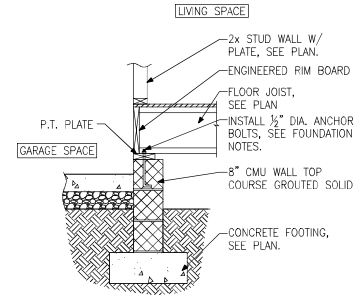 LIVING SPACE
2x STUD WALL W/
PLATE, SEE PLAN.
ENGINEERED RIM BOARD
FLOOR JOIST,
SEE PLAN
P.T. PLATE
INSTALL ½" DIA. ANCHOR
BOLTS, SEE FOUNDATION
NOTES.
GARAGE SPACE
8" CMU WALL TOP
COURSE GROUTED SOLID
CONCRETE FOOTING,
SEE PLAN.